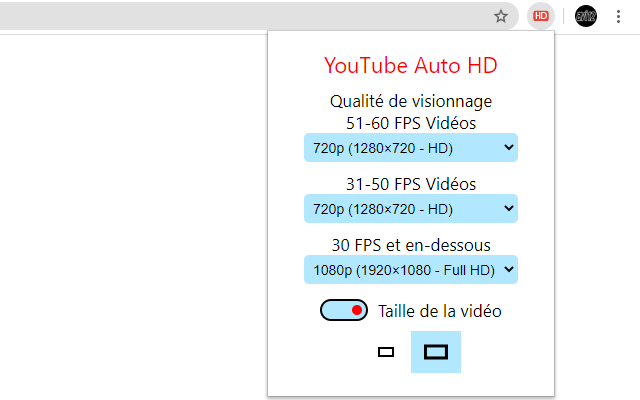 HD
YouTube Auto HD
Qualité de visionnage
51-60 FPS Vidéos
720p (1280×720 - HD)
31-50 FPS Vidéos
720p (1280×720 - HD)
30 FPS et en-dessous
1080p (1920×1080 - Full HD)
Taille de la vidéo